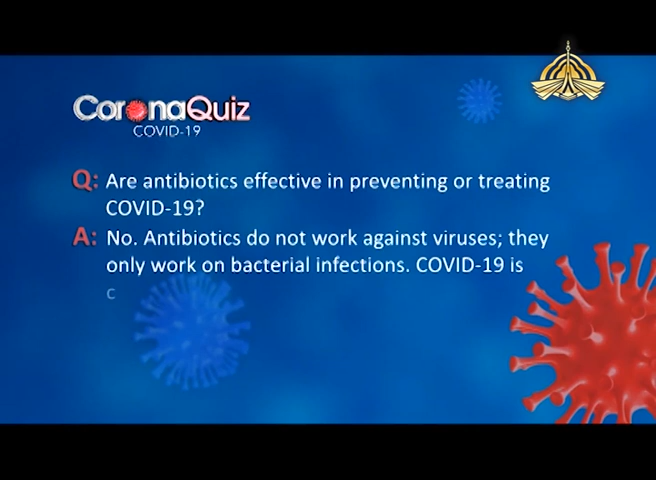 CoronaQuiz
COVID-19
Q: Are antibiotics effective in preventing or treating
COVID-19?
A: No. Antibiotics do not work against viruses; they
only work on bacterial infections. COVID-19 is
c